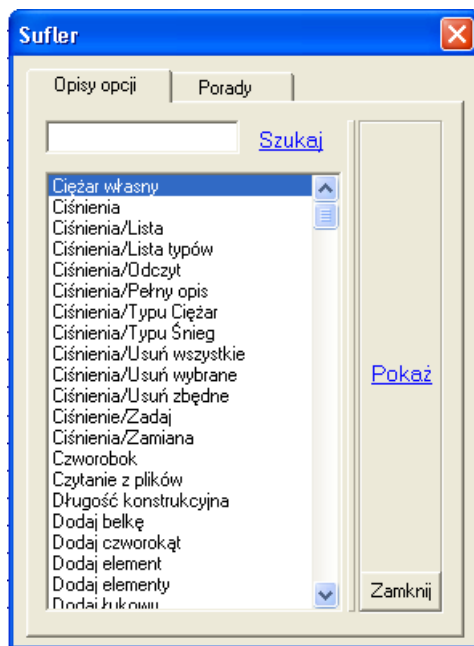 Sufler
Opisy opcji
Porady
Szukaj
Ciężar własny
Ciśnienia
Ciśnienia/Lista
Ciśnienia/Lista typów
Ciśnienia/Odczyt
Ciśnienia/Pełny opis
Ciśnienia/Typu Ciężar
Ciśnienia/Typu Śnieg
Ciśnienia/Usuń wszystkie
Ciśnienia/Usuń wybrane
Ciśnienia/Usuń zbędne
Ciśnienie/Zadaj
Ciśnienia/Zamiana
Czworobok
Czytanie z plików
Długość konstrukcyjna
Dodaj belkę
Dodaj czworokąt
Dodaj element
Dodaj elementy
Dodaj łukowy
Pokaż
Zamknij